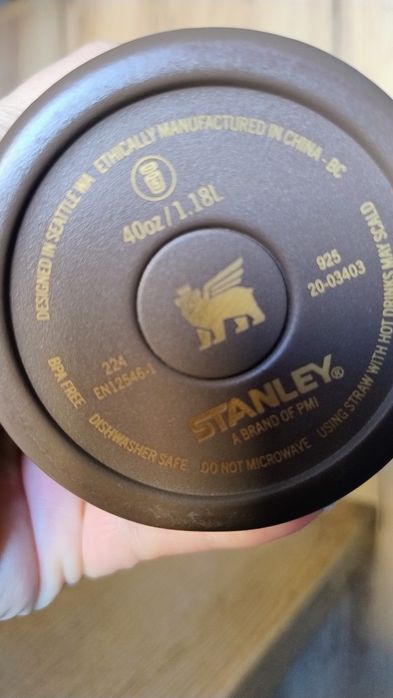 DESIGNED IN SEATTLE WA ETHICALLY MANUFACTURED IN CHINA - BC
40oz/1.18L
925
20-03403
224
EN12546-1
STANLEY®
A BRAND OF PMI
BPA FREE DISHWASHER SAFE DO NOT MICROWAVE USING STRAW WITH HOT DRINKS MAY SCALD